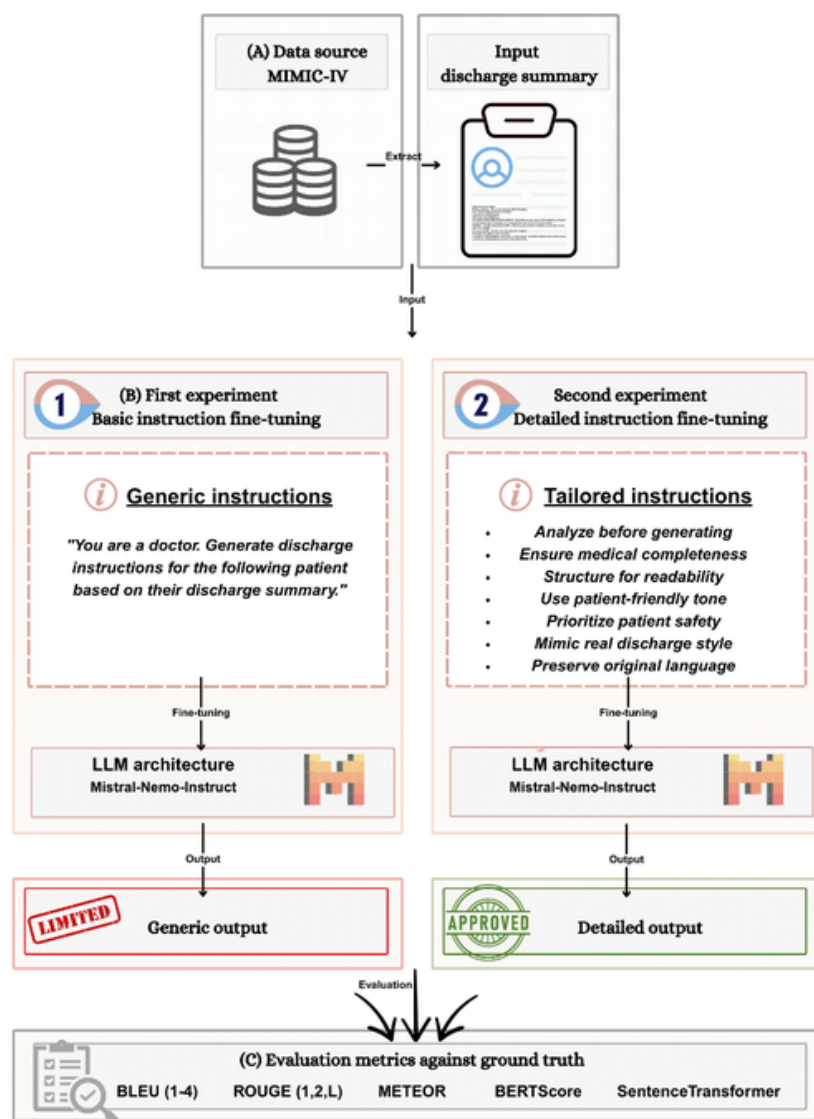 (A) Data source
MIMIC-IV
Input
discharge summary
Extract
Input
1
(B) First experiment
Basic instruction fine-tuning
i
Generic instructions
"You are a doctor. Generate discharge
instructions for the following patient
based on their discharge summary."
Fine-tuning
LLM architecture
Mistral-Nemo-Instruct
Output
LIMITED
Generic output
2
Second experiment
Detailed instruction fine-tuning
i
Tailored instructions
• Analyze before generating
• Ensure medical completeness
• Structure for readability
• Use patient-friendly tone
• Prioritize patient safety
• Mimic real discharge style
• Preserve original language
Fine-tuning
LLM architecture
Mistral-Nemo-Instruct
Output
APPROVED
Detailed output
Evaluation
(C) Evaluation metrics against ground truth
BLEU (1-4) ROUGE (1,2,L) METEOR BERTScore SentenceTransformer